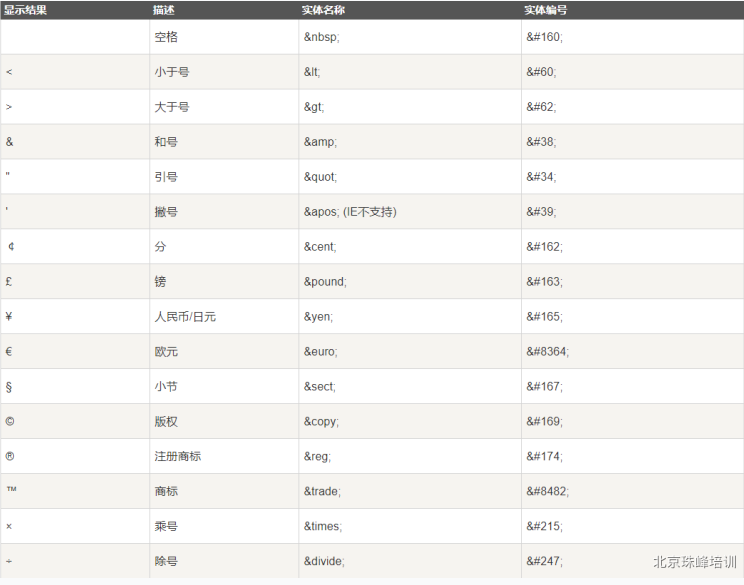 显示结果 描述 实体名称 实体编号
空格 &nbsp; &#160;
< 小于号 &lt; &#60;
> 大于号 &gt; &#62;
& 和号 &amp; &#38;
" 引号 &quot; &#34;
' 撇号 &apos; (IE不支持) &#39;
¢ 分 &cent; &#162;
£ 镑 &pound; &#163;
¥ 人民币/日元 &yen; &#165;
€ 欧元 &euro; &#8364;
§ 小节 &sect; &#167;
© 版权 &copy; &#169;
® 注册商标 &reg; &#174;
™ 商标 &trade; &#8482;
× 乘号 &times; &#215;
÷ 除号 &divide; &#247;
北京珠峰培训